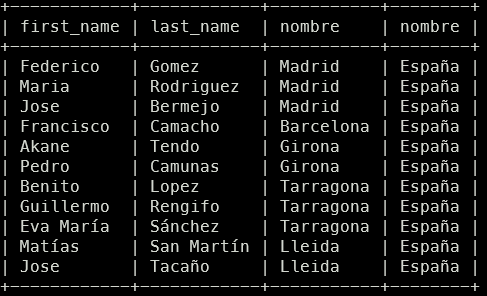 +------------+-------------+-----------+--------+
| first_name | last_name   | nombre    | nombre |
+------------+-------------+-----------+--------+
| Federico   | Gomez       | Madrid    | España |
| Maria      | Rodriguez   | Madrid    | España |
| Jose       | Bermejo     | Madrid    | España |
| Francisco  | Camacho     | Barcelona | España |
| Akane      | Tendo       | Girona    | España |
| Pedro      | Camunas     | Girona    | España |
| Benito     | Lopez       | Tarragona | España |
| Guillermo  | Rengifo     | Tarragona | España |
| Eva María  | Sánchez     | Tarragona | España |
| Matías     | San Martín  | Lleida    | España |
| Jose       | Tacaño      | Lleida    | España |
+------------+-------------+-----------+--------+